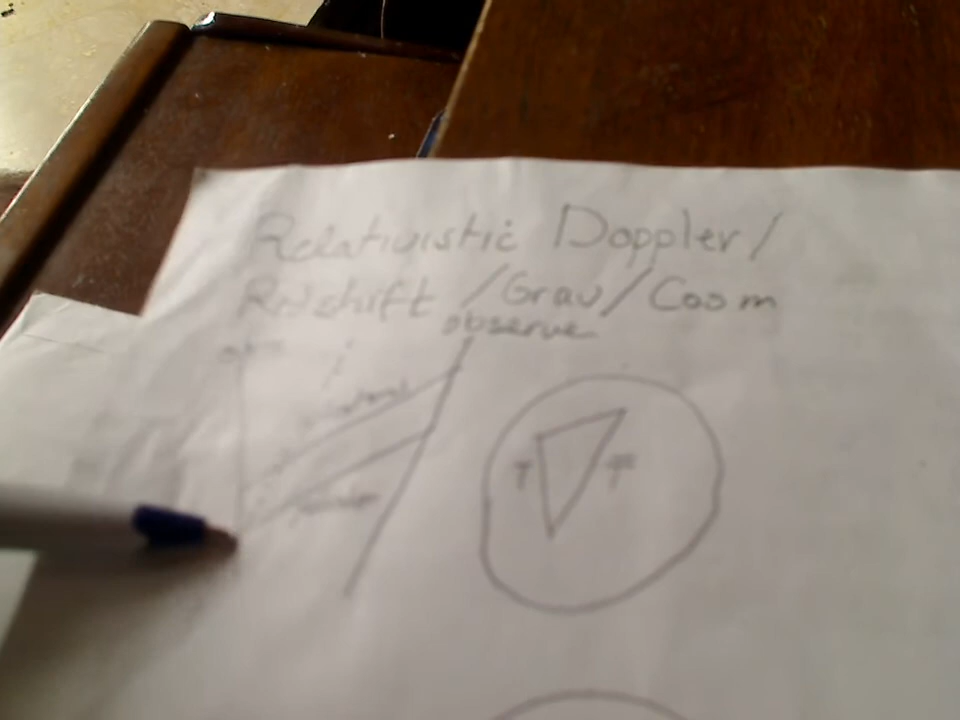 Relativistic Doppler/
Redshift /Grav/Cosm
observe
T T